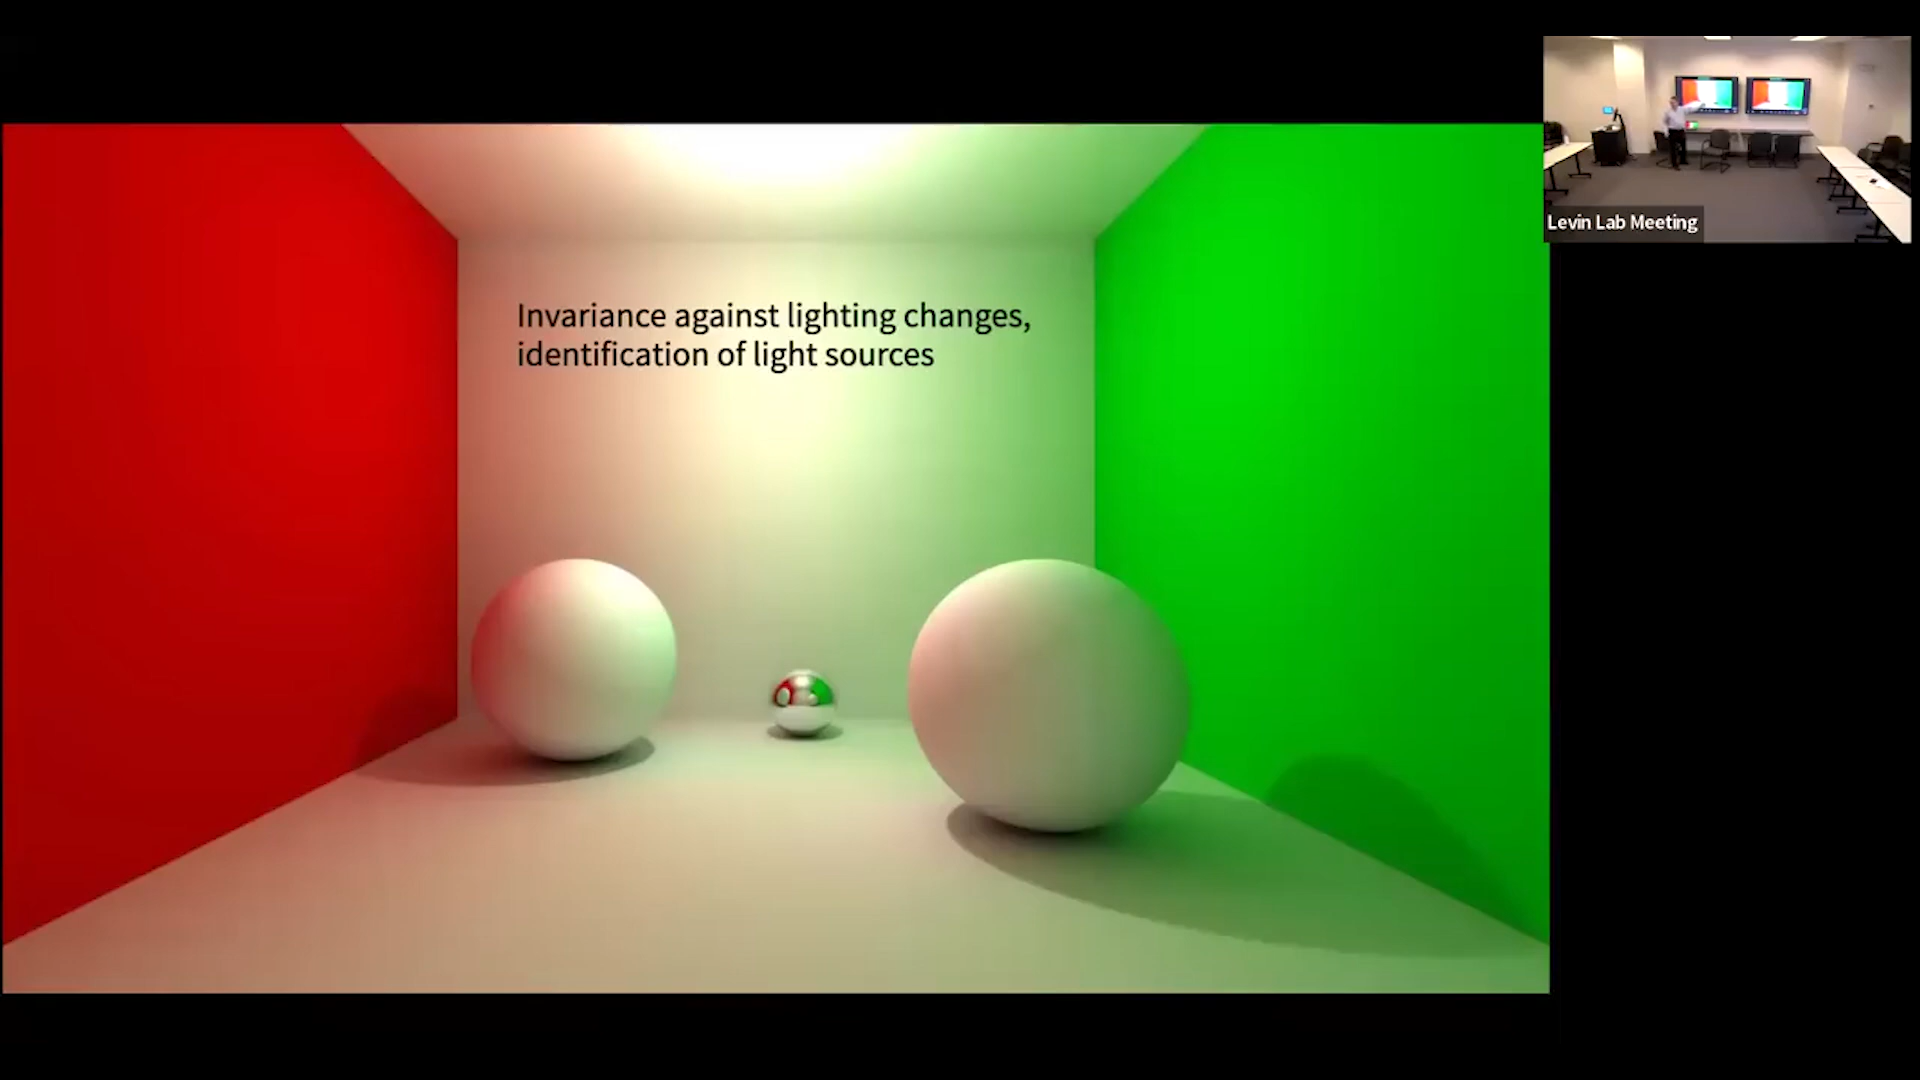 Invariance against lighting changes,
identification of light sources
Levin Lab Meeting